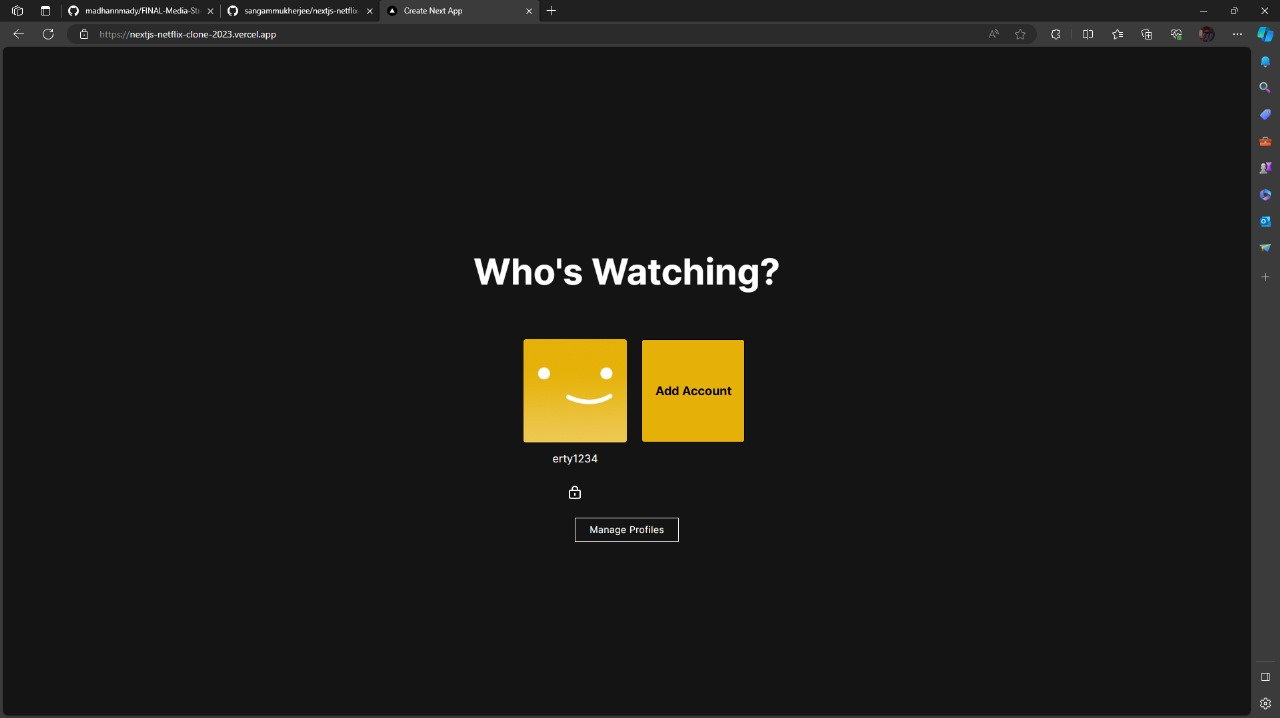 madhannmady/FINAL-Media-St
sangammukherjee/nextjs-netflix-
Create Next App
https://nextjs-netflix-clone-2023.vercel.app
Who's Watching?
Add Account
erty1234
Manage Profiles